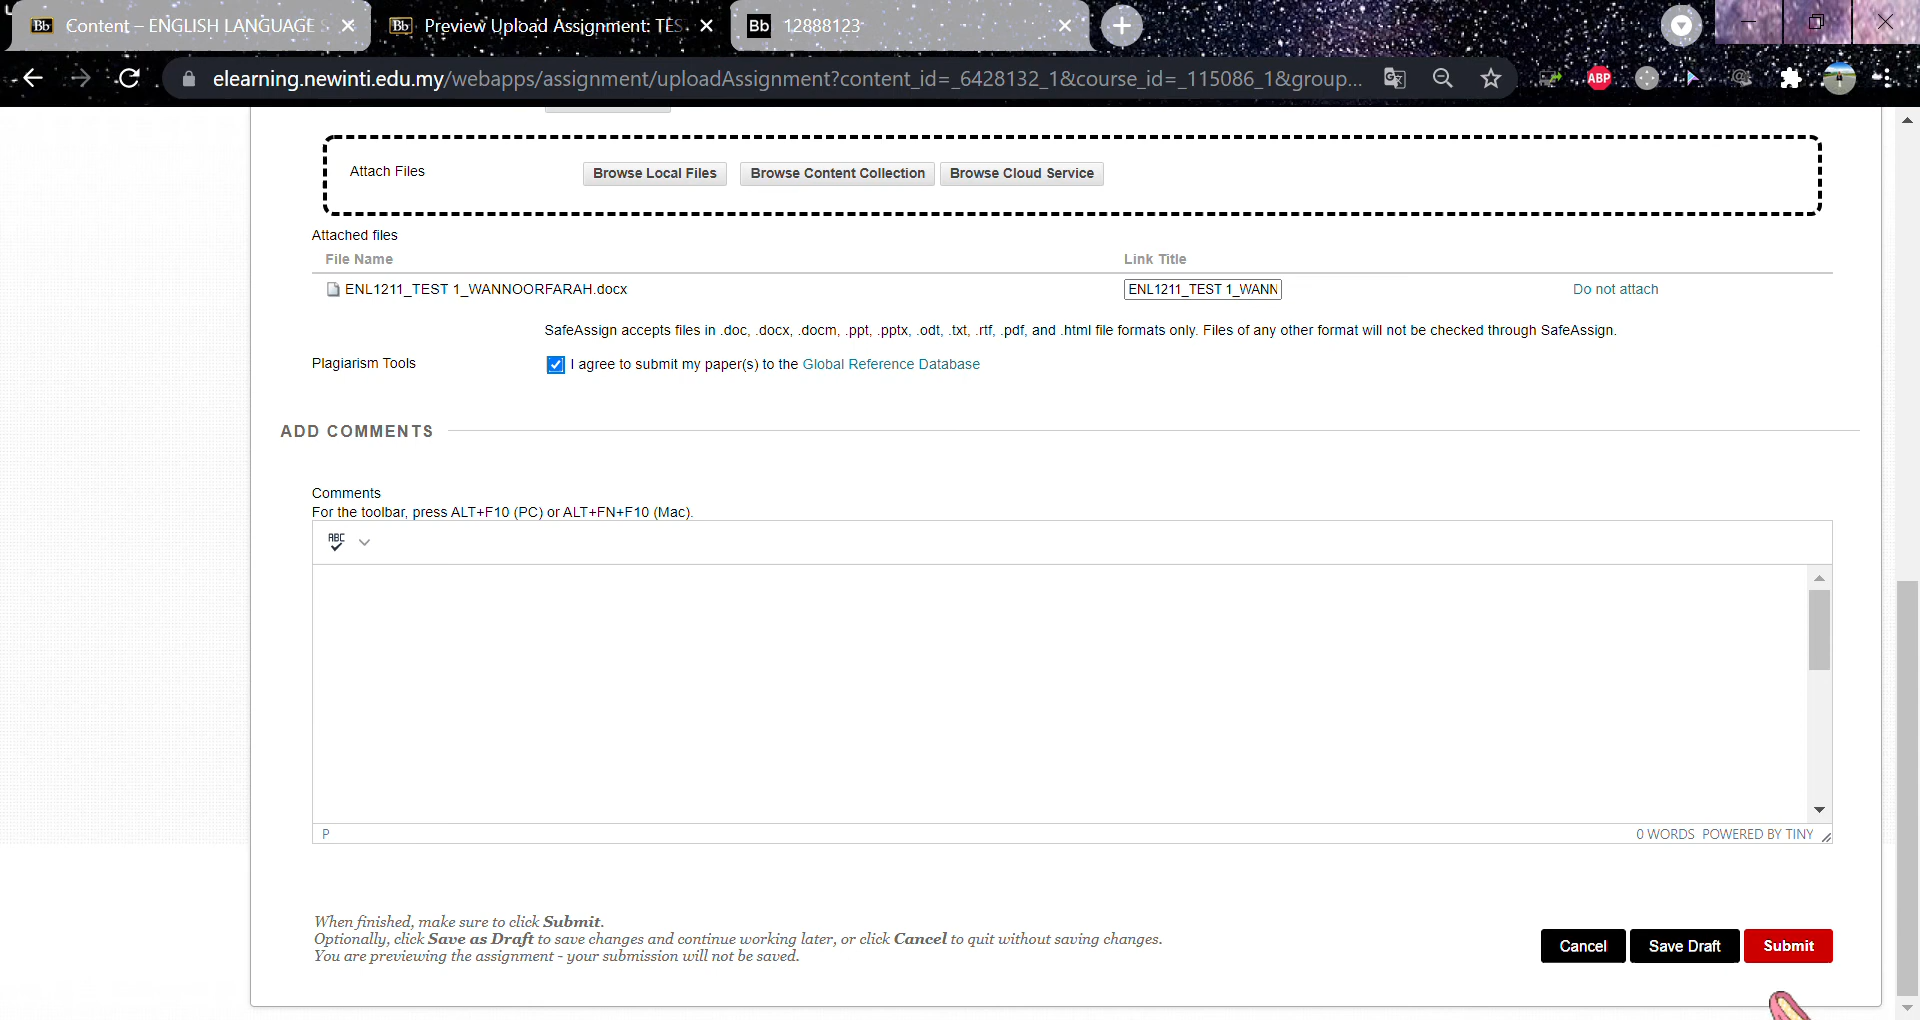 Bb Content – ENGLISH LANGUAGE S
Bb Preview Upload Assignment: TES
Bb 12888123
elearning.newinti.edu.my/webapps/assignment/uploadAssignment?content_id=_6428132_1&course_id=_115086_1&group...
ABP
Attach Files
Browse Local Files
Browse Content Collection
Browse Cloud Service
Attached files
File Name
Link Title
ENL1211_TEST 1_WANNOORFARAH.docx
ENL1211_TEST 1_WANN
Do not attach
SafeAssign accepts files in .doc, .docx, .docm, .ppt, .pptx, .odt, .txt, .rtf, .pdf, and .html file formats only. Files of any other format will not be checked through SafeAssign.
Plagiarism Tools
I agree to submit my paper(s) to the Global Reference Database
ADD COMMENTS
Comments
For the toolbar, press ALT+F10 (PC) or ALT+FN+F10 (Mac).
ABC
P
0 WORDS POWERED BY TINY
When finished, make sure to click Submit.
Optionally, click Save as Draft to save changes and continue working later, or click Cancel to quit without saving changes.
You are previewing the assignment - your submission will not be saved.
Cancel
Save Draft
Submit